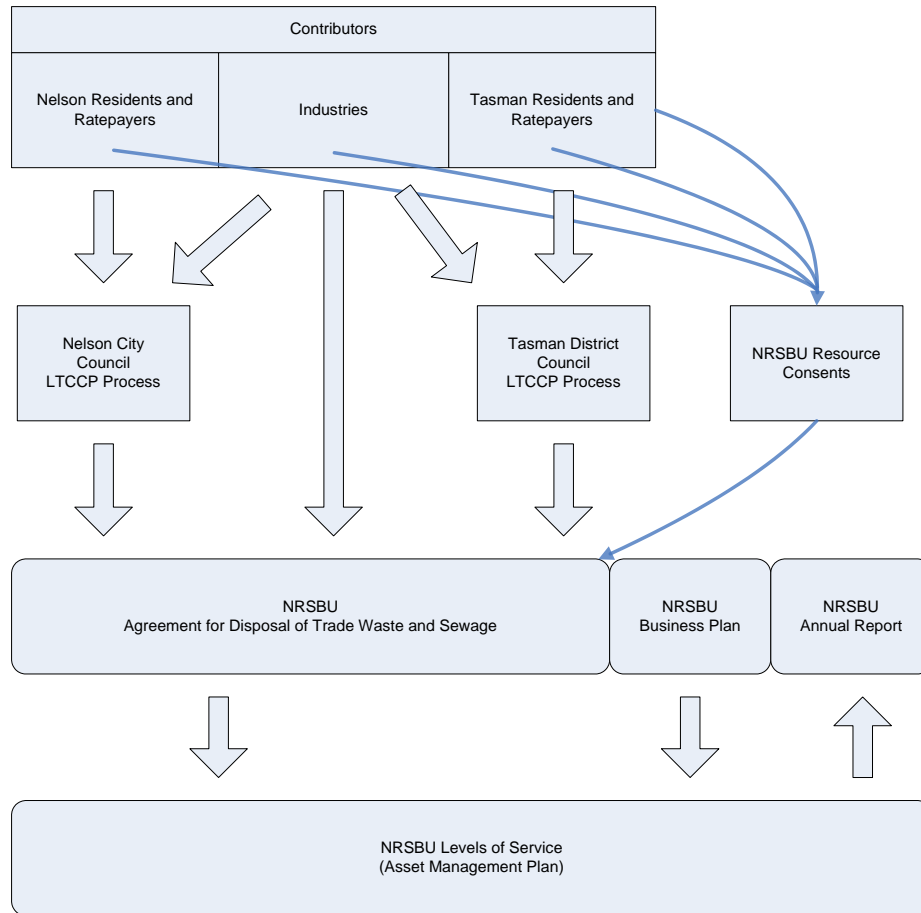 Contributors
Nelson Residents and
Ratepayers
Industries
Tasman Residents and
Ratepayers
Nelson City
Council
LTCCP Process
Tasman District
Council
LTCCP Process
NRSBU Resource
Consents
NRSBU
Agreement for Disposal of Trade Waste and Sewage
NRSBU
Business Plan
NRSBU
Annual Report
NRSBU Levels of Service
(Asset Management Plan)